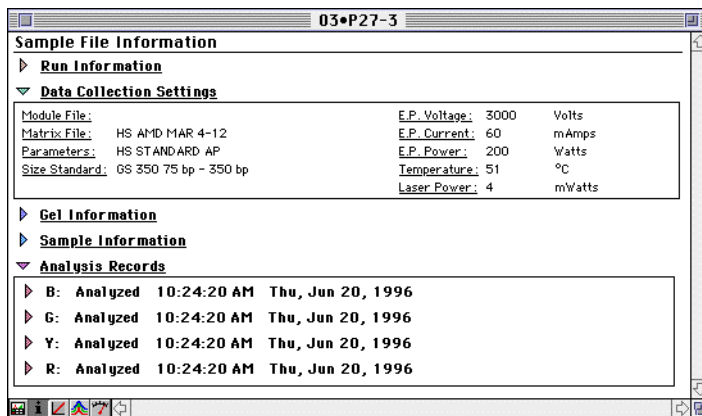 03•P27-3
Sample File Information
Run Information
Data Collection Settings
Module File: E.P. Voltage: 3000 Volts
Matrix File: HS AMD MAR 4-12 E.P. Current: 60 mAmps
Parameters: HS STANDARD AP E.P. Power: 200 Watts
Size Standard: GS 350 75 bp - 350 bp Temperature: 51 °C
Laser Power: 4 mWatts
Gel Information
Sample Information
Analysis Records
B: Analyzed 10:24:20 AM Thu, Jun 20, 1996
G: Analyzed 10:24:20 AM Thu, Jun 20, 1996
Y: Analyzed 10:24:20 AM Thu, Jun 20, 1996
R: Analyzed 10:24:20 AM Thu, Jun 20, 1996